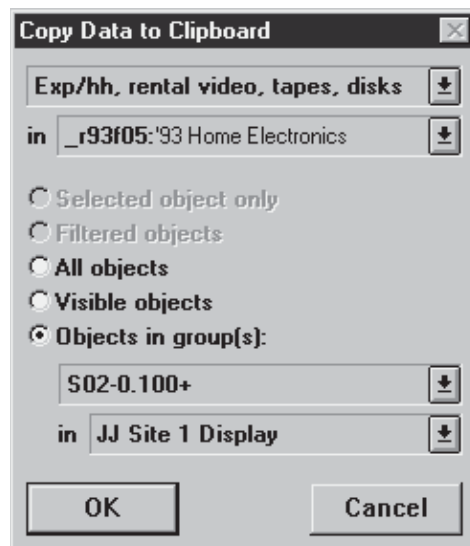 Copy Data to Clipboard
Exp/hh, rental video, tapes, disks
in _r93f05:'93 Home Electronics
Selected object only
Filtered objects
All objects
Visible objects
Objects in group(s):
S02-0.100+
in JJ Site 1 Display
OK Cancel